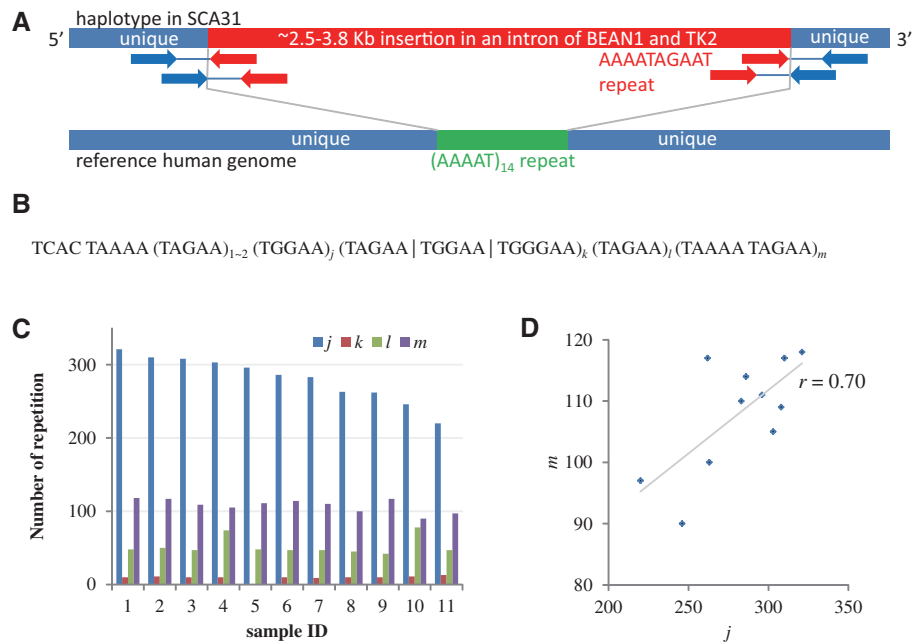 A
haplotype in SCA31
5’ unique ~2.5-3.8 Kb insertion in an intron of BEAN1 and TK2 unique 3’
AAAATAGAAT
repeat
unique unique
reference human genome (AAAAT)14 repeat
B
TCAC TAAAA (TAGAA)1~2 (TGGAA)j (TAGAA | TGGAA | TGGGAA)k (TAGAA)l (TAAAA TAGAA)m
C
j k l m
Number of repetition
300
200
100
0
1 2 3 4 5 6 7 8 9 10 11
sample ID
D
120
110
100
90
80
m
r = 0.70
200 250 300 350
j